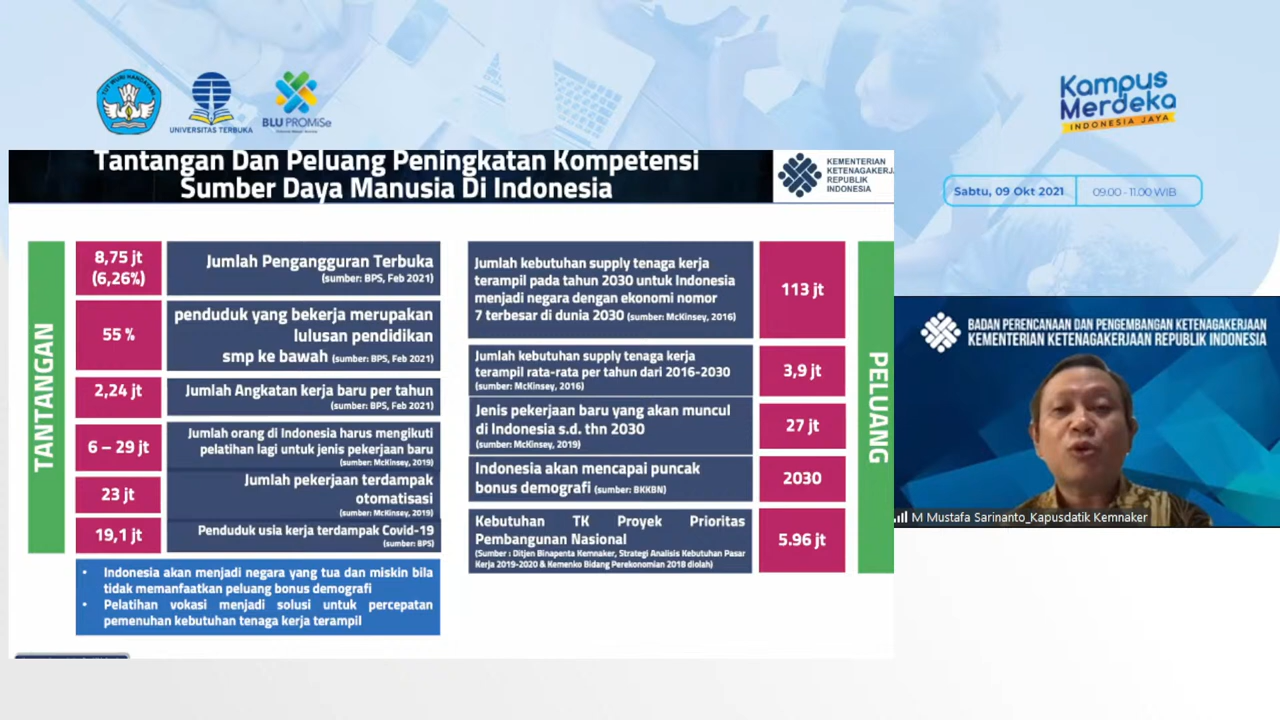 TUT WURI HANDAYANI
UNIVERSITAS TERBUKA
BLU PROMiSe
Kampus
Merdeka
INDONESIA JAYA
Sabtu, 09 Okt 2021
09.00 - 11.00 WIB
Tantangan Dan Peluang Peningkatan Kompetensi
Sumber Daya Manusia Di Indonesia
KEMENTERIAN
KETENAGAKERJA
REPUBLIK
INDONESIA
TANTANGAN
8,75 jt
(6,26%)
Jumlah Pengangguran Terbuka
(sumber: BPS, Feb 2021)
55 %
penduduk yang bekerja merupakan
lulusan pendidikan
smp ke bawah (sumber: BPS, Feb 2021)
2,24 jt
Jumlah Angkatan kerja baru per tahun
(sumber: BPS, Feb 2021)
6 – 29 jt
Jumlah orang di Indonesia harus mengikuti
pelatihan lagi untuk jenis pekerjaan baru
(sumber: McKinsey, 2019)
23 jt
Jumlah pekerjaan terdampak
otomatisasi
(sumber: McKinsey, 2019)
19,1 jt
Penduduk usia kerja terdampak Covid-19
(sumber: BPS)
• Indonesia akan menjadi negara yang tua dan miskin bila
tidak memanfaatkan peluang bonus demografi
• Pelatihan vokasi menjadi solusi untuk percepatan
pemenuhan kebutuhan tenaga kerja terampil
Jumlah kebutuhan supply tenaga kerja
terampil pada tahun 2030 untuk Indonesia
menjadi negara dengan ekonomi nomor
7 terbesar di dunia 2030 (sumber: McKinsey, 2016)
113 jt
Jumlah kebutuhan supply tenaga kerja
terampil rata-rata per tahun dari 2016-2030
(sumber: McKinsey, 2016)
3,9 jt
Jenis pekerjaan baru yang akan muncul
di Indonesia s.d. thn 2030
(sumber: McKinsey, 2019)
27 jt
Indonesia akan mencapai puncak
bonus demografi (sumber: BKKBN)
2030
Kebutuhan TK Proyek Prioritas
Pembangunan Nasional
(Sumber : Ditjen Binapenta Kemnaker, Strategi Analisis Kebutuhan Pasar
Kerja 2019-2020 & Kemenko Bidang Perekonomian 2018 diolah)
5.96 jt
PELUANG
BADAN PERENCANAAN DAN PENGEMBANGAN KETENAGAKERJAAN
KEMENTERIAN KETENAGAKERJAAN REPUBLIK INDONESIA
M Mustafa Sarinanto_Kapusdatik Kemnaker